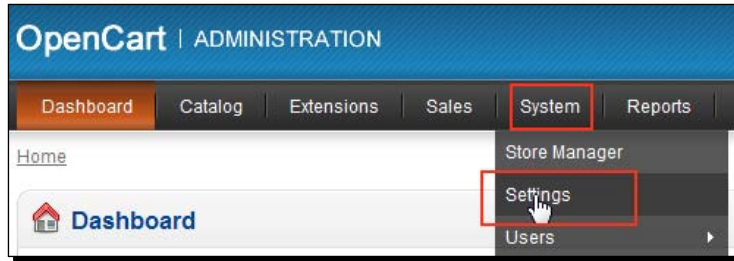 OpenCart | ADMINISTRATION
Dashboard Catalog Extensions Sales System Reports
Home
Store Manager
Settings
Dashboard
Users